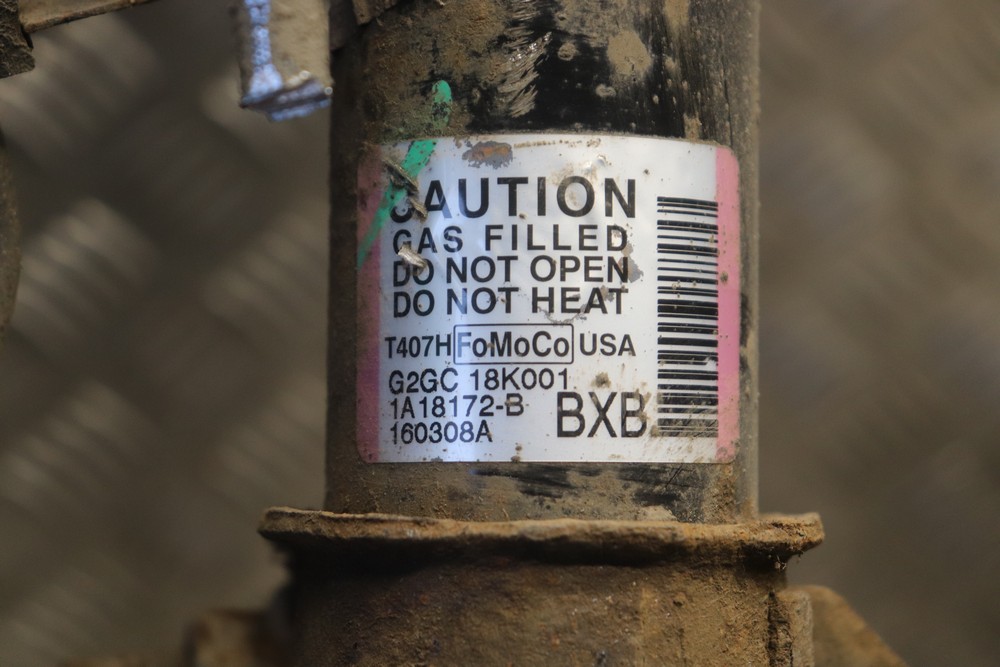 CAUTION
GAS FILLED
DO NOT OPEN
DO NOT HEAT
T407H FoMoCo USA
G2GC 18K001
1A18172-B
160308A
BXB